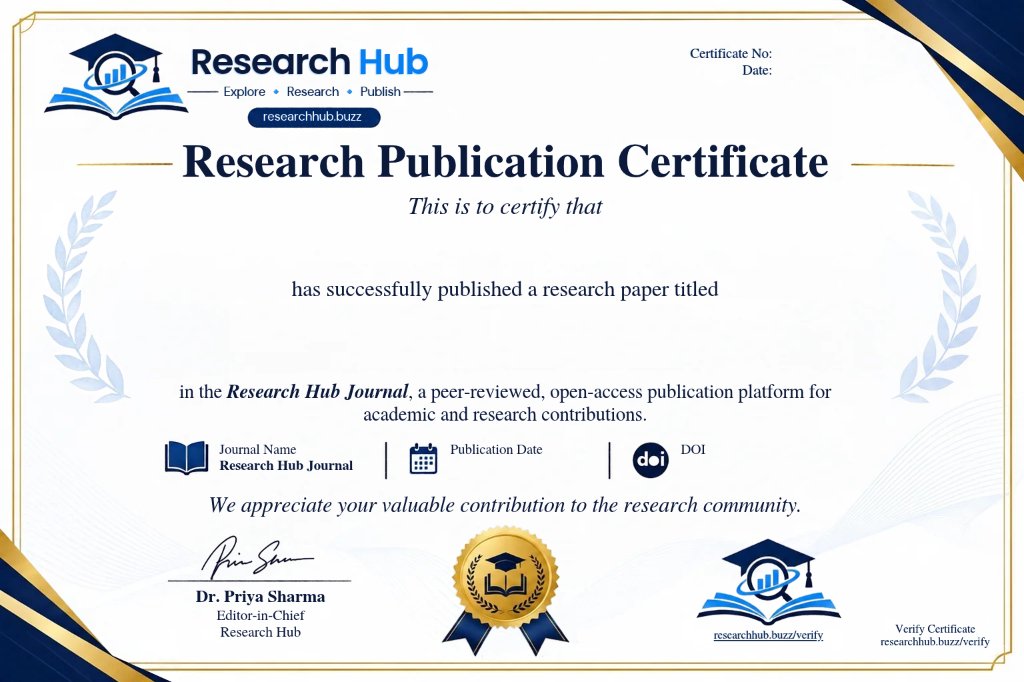 Research Hub
Explore • Research • Publish
researchhub.buzz
Certificate No:
Date:
Research Publication Certificate
This is to certify that
has successfully published a research paper titled
in the Research Hub Journal, a peer-reviewed, open-access publication platform for
academic and research contributions.
Journal Name
Research Hub Journal
Publication Date
doi
DOI
We appreciate your valuable contribution to the research community.
Dr. Priya Sharma
Editor-in-Chief
Research Hub
researchhub.buzz/verify
Verify Certificate
researchhub.buzz/verify